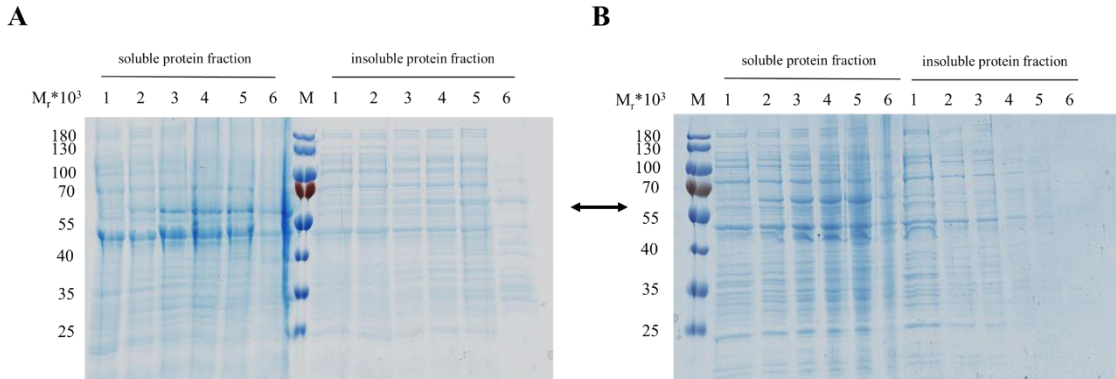 A
soluble protein fraction
insoluble protein fraction
Mr*10³ 1 2 3 4 5 6 M 1 2 3 4 5 6
180
130
100
70
55
40
35
25
B
soluble protein fraction
insoluble protein fraction
Mr*10³ M 1 2 3 4 5 6 1 2 3 4 5 6
180
130
100
70
55
40
35
25